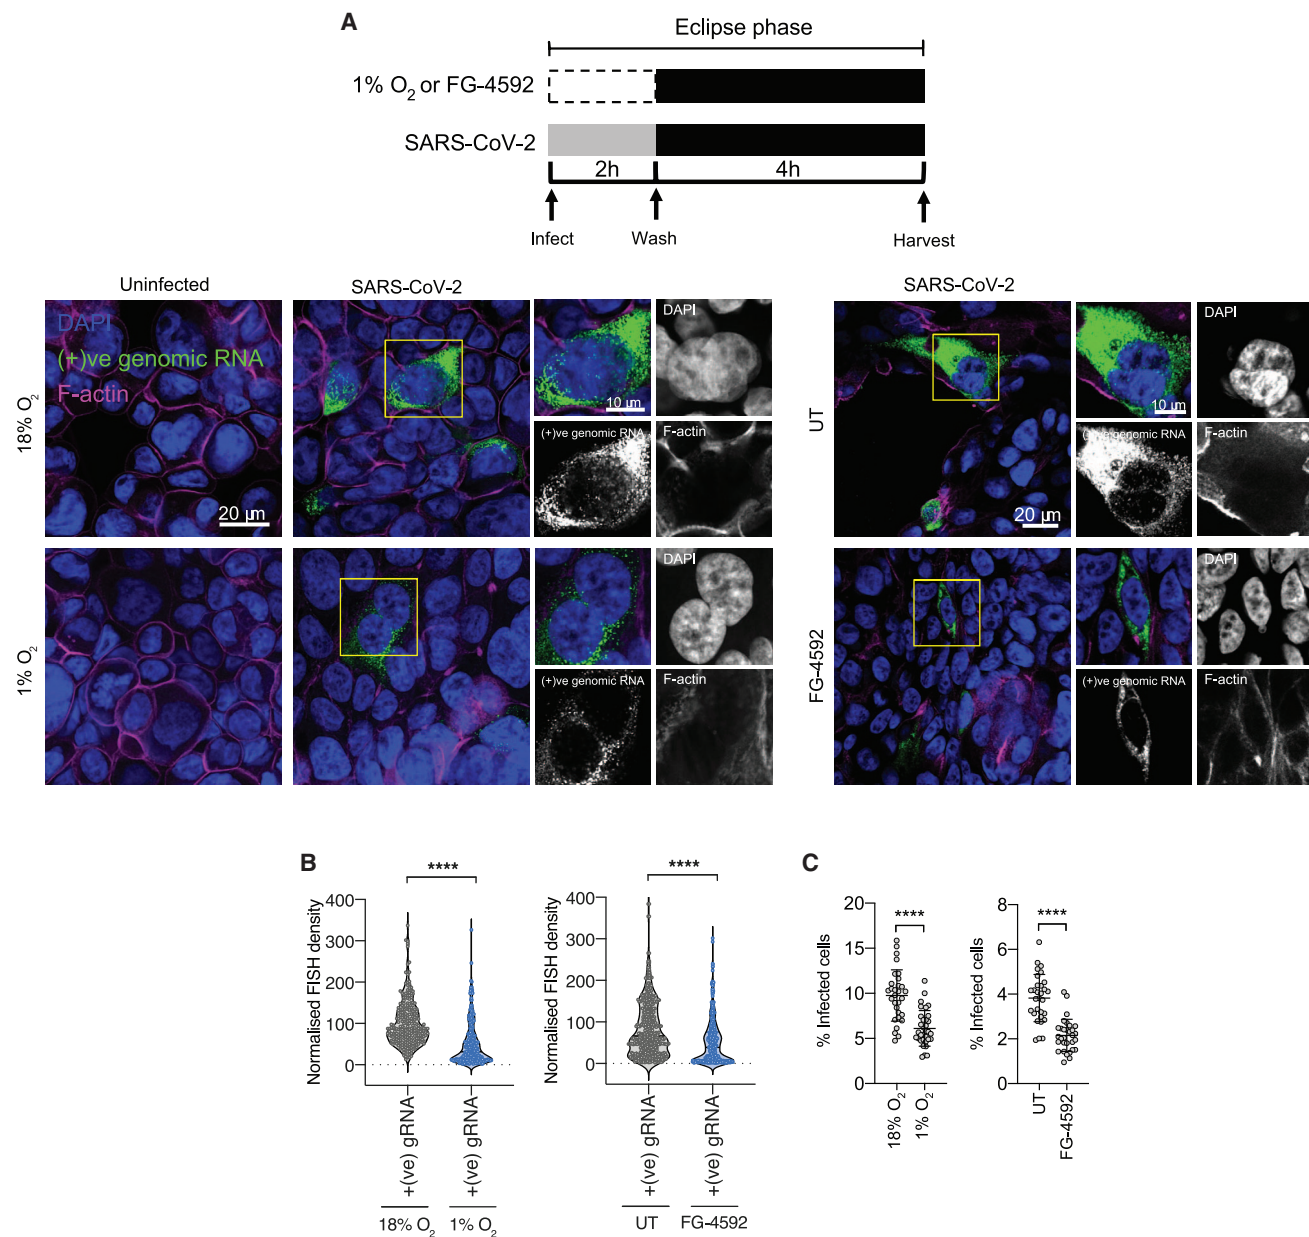 A
Eclipse phase
1% O2 or FG-4592
SARS-CoV-2
2h
4h
Infect
Wash
Harvest
Uninfected
SARS-CoV-2
SARS-CoV-2
18% O2
DAPI
(+)ve genomic RNA
F-actin
20 µm
10 µm
DAPI
(+)ve genomic RNA
F-actin
UT
20 µm
10 µm
DAPI
(+)ve genomic RNA
F-actin
1% O2
DAPI
(+)ve genomic RNA
F-actin
FG-4592
DAPI
(+)ve genomic RNA
F-actin
B
Normalised FISH density
400
300
200
100
0
****
+(ve) gRNA
+(ve) gRNA
18% O2
1% O2
Normalised FISH density
400
300
200
100
0
****
+(ve) gRNA
+(ve) gRNA
UT
FG-4592
C
% Infected cells
20
15
10
5
0
****
18% O2
1% O2
% Infected cells
8
6
4
2
0
****
UT
FG-4592